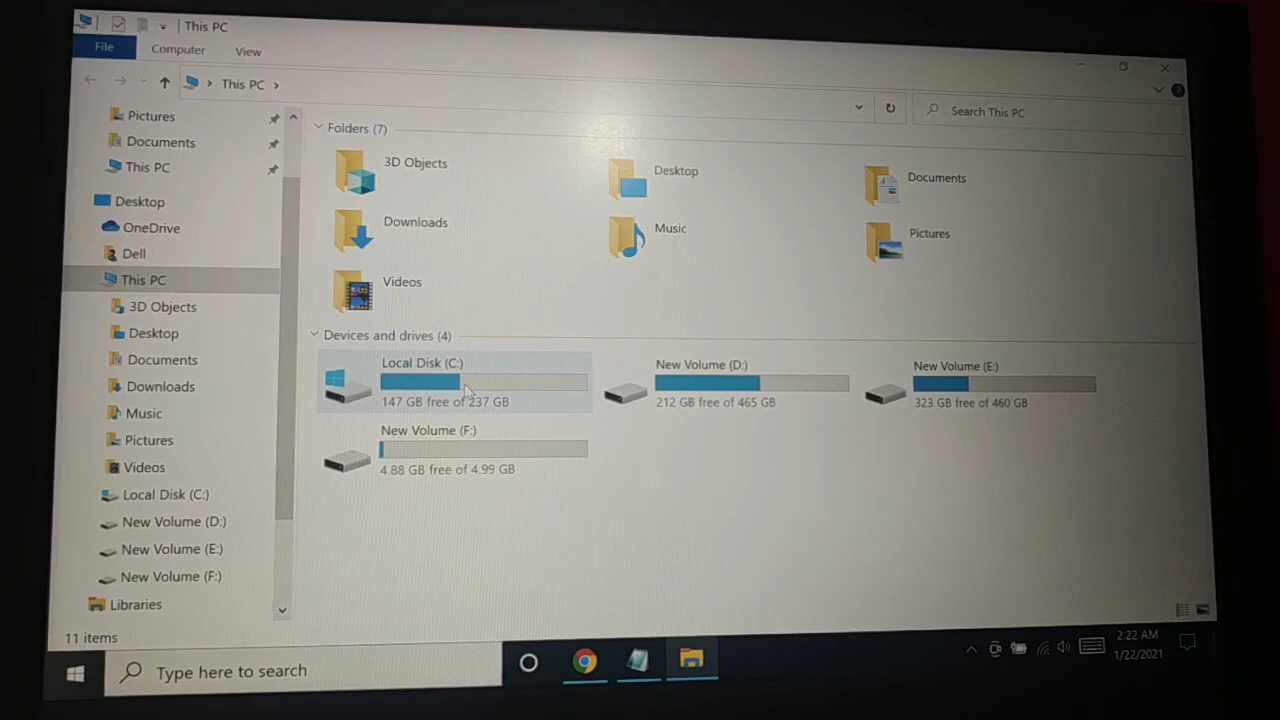 This PC
File Computer View
This PC
Search This PC
Pictures
Documents
This PC
Desktop
OneDrive
Dell
This PC
3D Objects
Desktop
Documents
Downloads
Music
Pictures
Videos
Local Disk (C:)
New Volume (D:)
New Volume (E:)
New Volume (F:)
Libraries
Folders (7)
3D Objects
Desktop
Documents
Downloads
Music
Pictures
Videos
Devices and drives (4)
Local Disk (C:)
147 GB free of 237 GB
New Volume (D:)
212 GB free of 465 GB
New Volume (E:)
323 GB free of 460 GB
New Volume (F:)
4.88 GB free of 4.99 GB
11 items
Type here to search
2:22 AM
1/22/2021